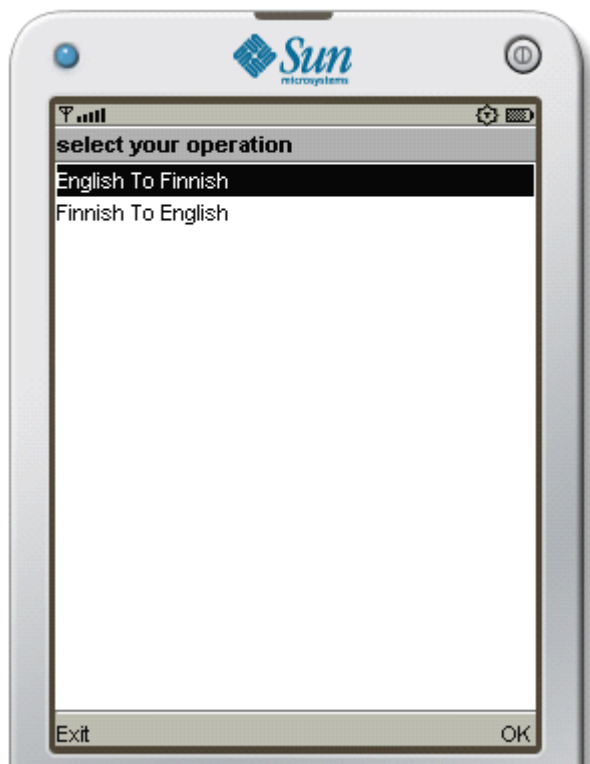 Sun
microsystems
select your operation
English To Finnish
Finnish To English
Exit OK